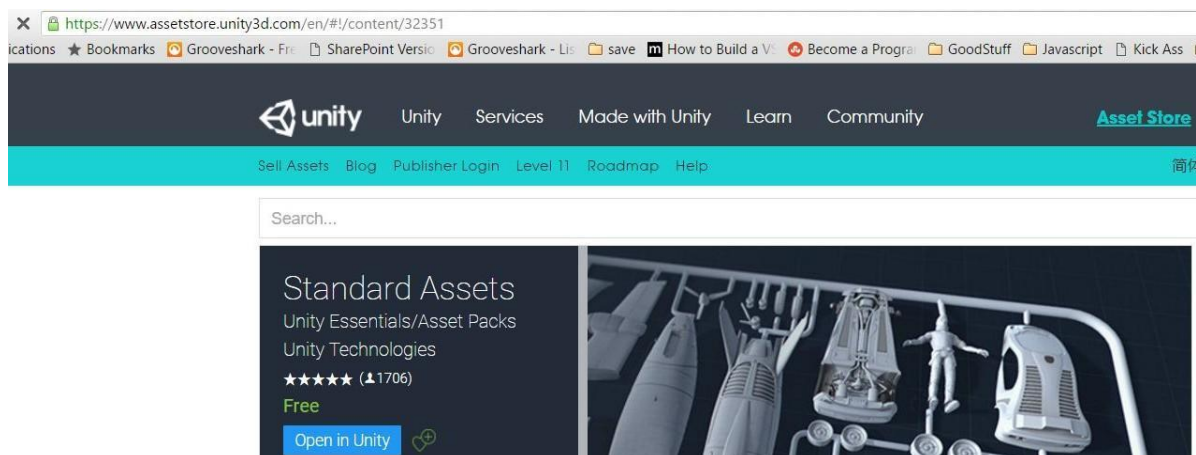 https://www.assetstore.unity3d.com/en/#!/content/32351
ications Bookmarks Grooveshark - Fre SharePoint Versio Grooveshark - Lis save How to Build a VS Become a Progra GoodStuff Javascript Kick Ass
unity Unity Services Made with Unity Learn Community Asset Store
Sell Assets Blog Publisher Login Level 11 Roadmap Help 简体
Search...
Standard Assets
Unity Essentials/Asset Packs
Unity Technologies
★★★★★ (1706)
Free
Open in Unity